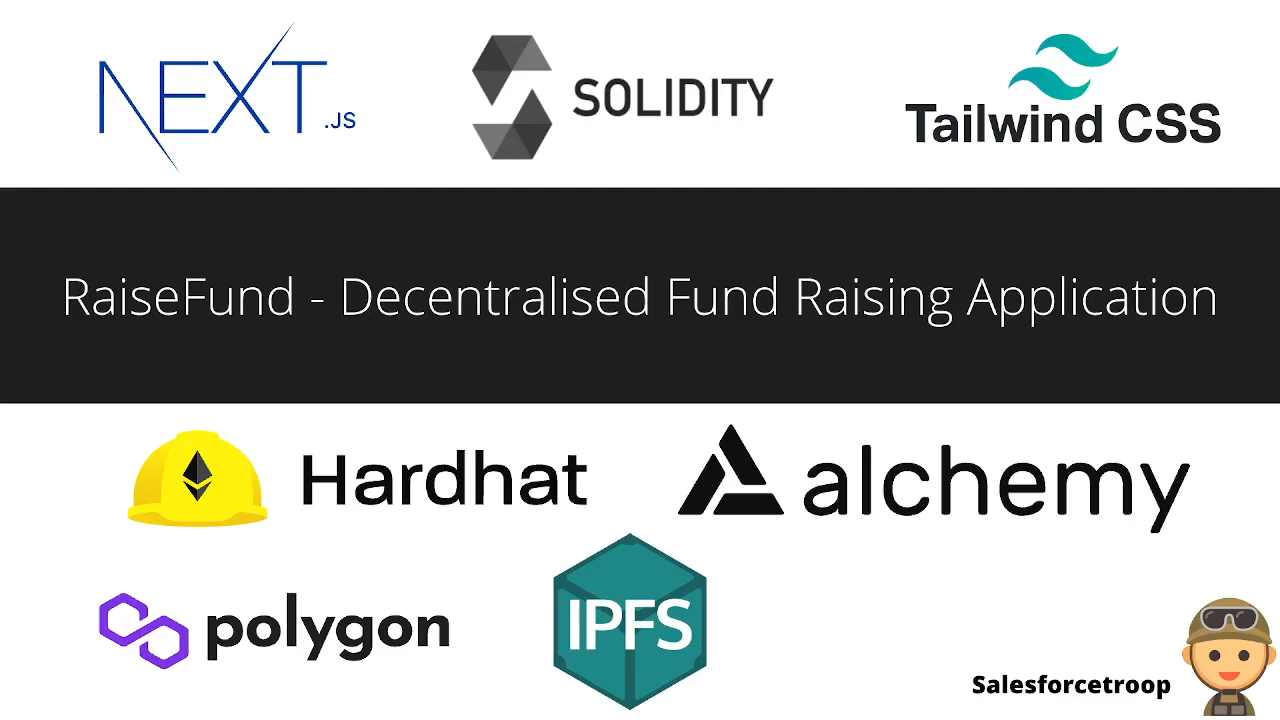 NEXT.JS
SOLIDITY
Tailwind CSS
RaiseFund - Decentralised Fund Raising Application
Hardhat
alchemy
polygon
IPFS
Salesforcetroop